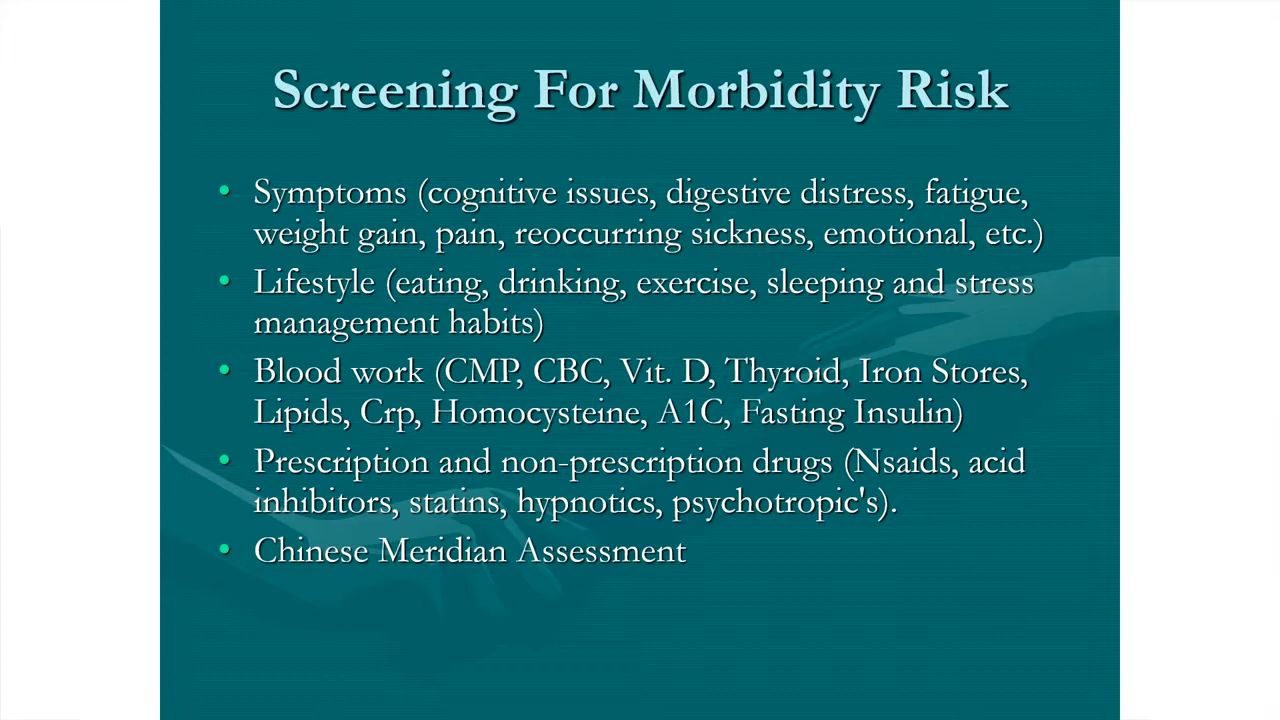 Screening For Morbidity Risk
• Symptoms (cognitive issues, digestive distress, fatigue,
weight gain, pain, reoccurring sickness, emotional, etc.)
• Lifestyle (eating, drinking, exercise, sleeping and stress
management habits)
• Blood work (CMP, CBC, Vit. D, Thyroid, Iron Stores,
Lipids, Crp, Homocysteine, A1C, Fasting Insulin)
• Prescription and non-prescription drugs (Nsaids, acid
inhibitors, statins, hypnotics, psychotropic's).
• Chinese Meridian Assessment